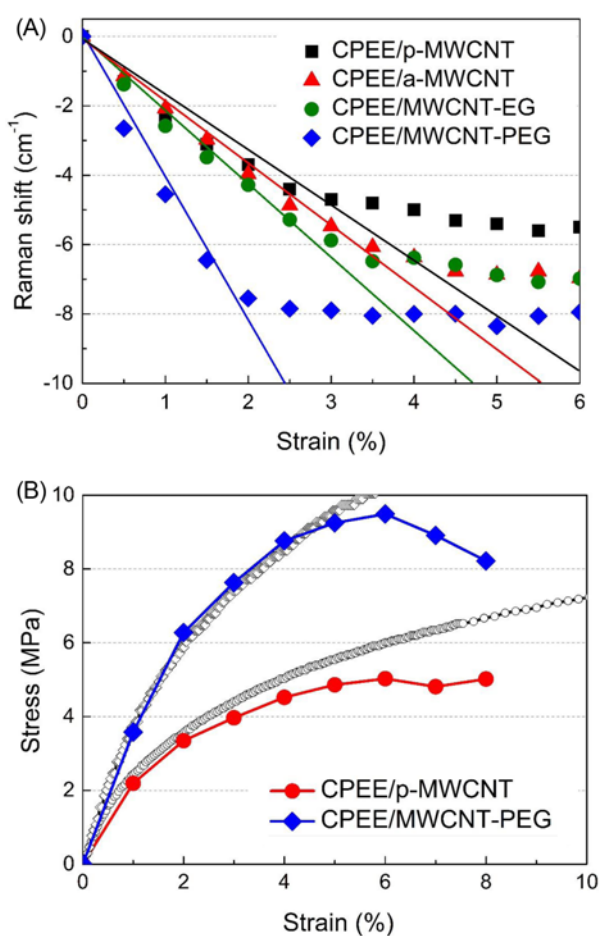 (A)
0
-2
-4
-6
-8
-10
Raman shift (cm⁻¹)
CPEE/p-MWCNT
CPEE/a-MWCNT
CPEE/MWCNT-EG
CPEE/MWCNT-PEG
0 1 2 3 4 5 6
Strain (%)
(B)
10
8
6
4
2
0
Stress (MPa)
CPEE/p-MWCNT
CPEE/MWCNT-PEG
0 2 4 6 8 10
Strain (%)